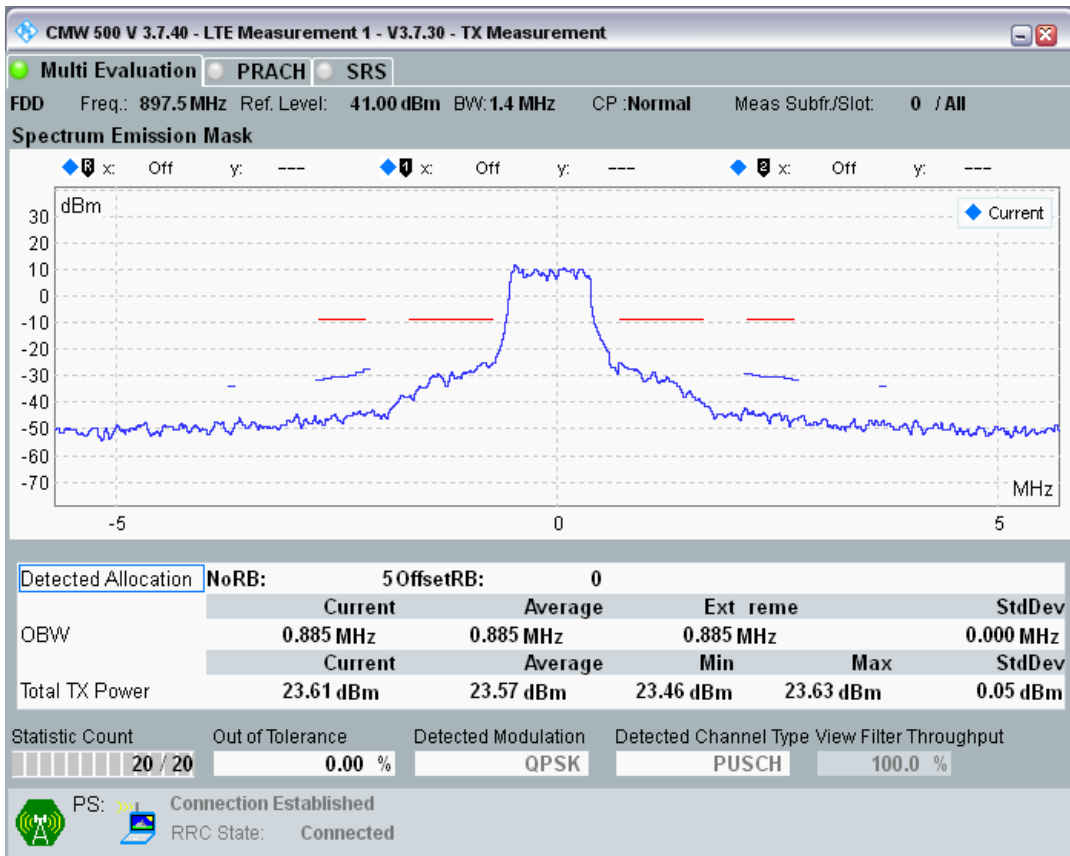 CMW 500 V 3.7.40 - LTE Measurement 1 - V3.7.30 - TX Measurement
Multi Evaluation PRACH SRS
FDD Freq.: 897.5 MHz Ref. Level: 41.00 dBm BW: 1.4 MHz CP :Normal Meas Subfr./Slot: 0 / All
Spectrum Emission Mask
R x: Off y: --- 1 x: Off y: --- 2 x: Off y: ---
dBm
Current
30
20
10
0
-10
-20
-30
-40
-50
-60
-70
MHz
-5 0 5
Detected Allocation NoRB: 5 OffsetRB: 0
Current Average Ext reme StdDev
OBW 0.885 MHz 0.885 MHz 0.885 MHz 0.000 MHz
Current Average Min Max StdDev
Total TX Power 23.61 dBm 23.57 dBm 23.46 dBm 23.63 dBm 0.05 dBm
Statistic Count Out of Tolerance Detected Modulation Detected Channel Type View Filter Throughput
20 / 20 0.00 % QPSK PUSCH 100.0 %
PS: Connection Established
RRC State: Connected